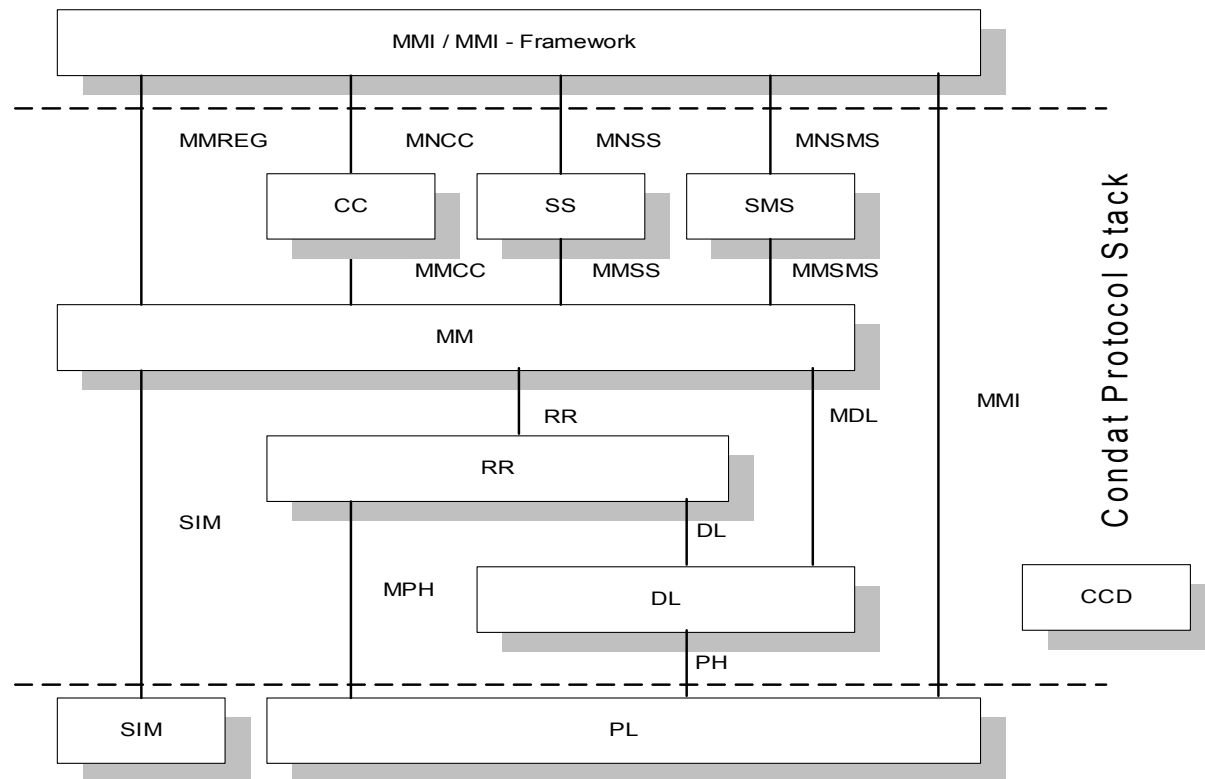 MMI / MMI - Framework
MMREG
MNCC
MNSS
MNSMS
CC
SS
SMS
MMCC
MMSS
MMSMS
MM
RR
MDL
MMI
RR
SIM
DL
MPH
DL
CCD
PH
SIM
PL
Condat Protocol Stack